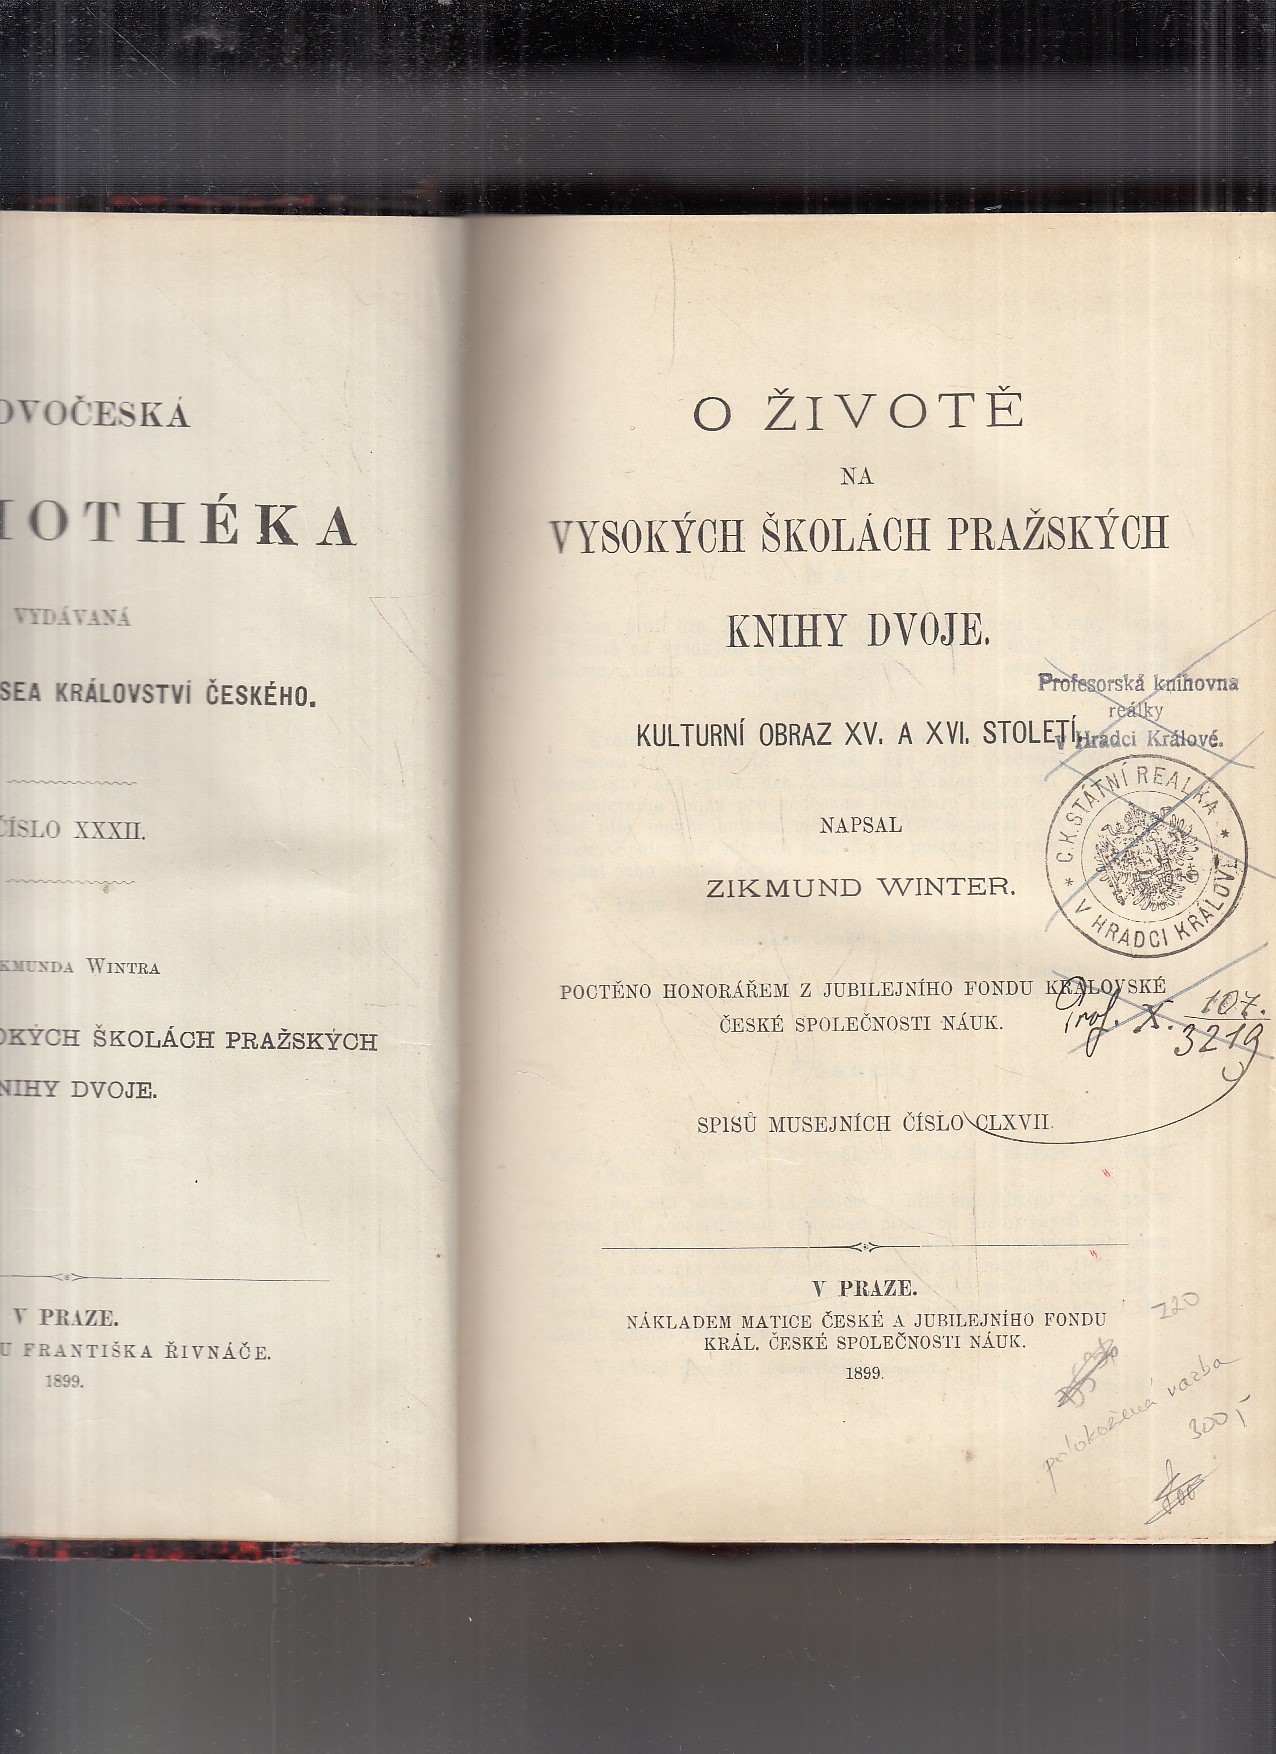 OVOČESKÁ
IOTHÉKA
VYDÁVANÁ
SEA KRÁLOVSTVÍ ČESKÉHO.
ČÍSLO XXXII.
KMUNDA WINTRA
OKÝCH ŠKOLÁCH PRAŽSKÝCH
NIHY DVOJE.
V PRAZE.
U FRANTIŠKA ŘIVNÁČE.
1899.
O ŽIVOTĚ
NA
VYSOKÝCH ŠKOLÁCH PRAŽSKÝCH
KNIHY DVOJE.
Profesorská knihovna
reálky
v Hradci Králové.
KULTURNÍ OBRAZ XV. A XVI. STOLETÍ.
* C. K. STÁTNÍ REALKA *
V HRADCI KRÁLOVÉ
NAPSAL
ZIKMUND WINTER.
POCTĚNO HONORÁŘEM Z JUBILEJNÍHO FONDU KRÁLOVSKÉ
ČESKÉ SPOLEČNOSTI NÁUK.
Prof. X. 107.
3219
SPISŮ MUSEJNÍCH ČÍSLO CLXVII.
V PRAZE.
NÁKLADEM MATICE ČESKÉ A JUBILEJNÍHO FONDU
KRÁL. ČESKÉ SPOLEČNOSTI NÁUK.
1899.
220
polokožená vazba
300,-